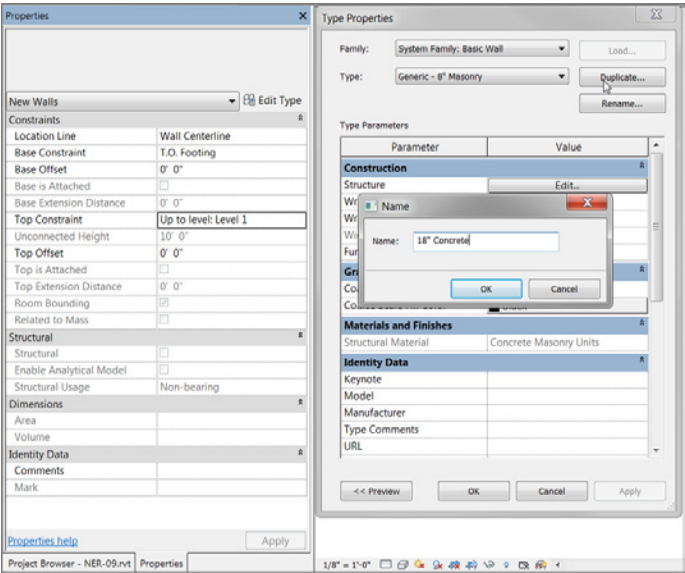 Properties
New Walls
Edit Type
Constraints
Location Line Wall Centerline
Base Constraint T.O. Footing
Base Offset 0' 0"
Base is Attached
Base Extension Distance 0' 0"
Top Constraint Up to level: Level 1
Unconnected Height 10' 0"
Top Offset 0' 0"
Top is Attached
Top Extension Distance 0' 0"
Room Bounding
Related to Mass
Structural
Structural
Enable Analytical Model
Structural Usage Non-bearing
Dimensions
Area
Volume
Identity Data
Comments
Mark
Properties help Apply
Project Browser - NER-09.rvt Properties
Type Properties
Family: System Family: Basic Wall Load...
Type: Generic - 8" Masonry Duplicate...
Rename...
Type Parameters
Parameter Value
Construction
Structure Edit...
Name
Name: 18" Concrete
OK Cancel
Materials and Finishes
Structural Material Concrete Masonry Units
Identity Data
Keynote
Model
Manufacturer
Type Comments
URL
<< Preview OK Cancel Apply
1/8" = 1'-0"